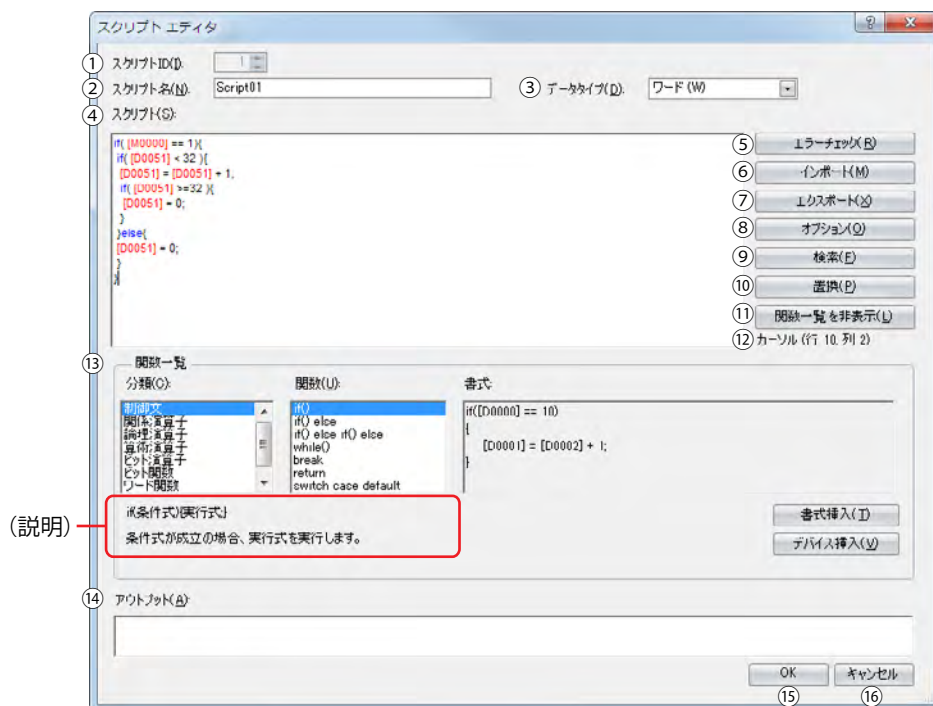 スクリプト エディタ
① スクリプトID(I): 1
② スクリプト名(N): Script01 ③ データタイプ(D): ワード (W)
④ スクリプト(S):
if( [M0000] == 1){
if( [D0051] < 32 ){
[D0051] = [D0051] + 1;
if( [D0051] >=32 ){
[D0051] = 0;
}
}else{
[D0051] = 0;
}
}
⑤ エラーチェック(R)
⑥ インポート(M)
⑦ エクスポート(X)
⑧ オプション(O)
⑨ 検索(F)
⑩ 置換(P)
⑪ 関数一覧を非表示(L)
⑫ カーソル (行 10, 列 2)
⑬ 関数一覧
分類(C): 関数(U): 書式:
制御文
関係演算子
論理演算子
算術演算子
ビット演算子
ビット関数
ワード関数
if()
if() else
if() else if() else
while()
break
return
switch case default
if([D0000] == 10)
{
[D0001] = [D0002] + 1;
}
(説明)
if(条件式){実行式;}
条件式が成立の場合、実行式を実行します。
書式挿入(T)
デバイス挿入(V)
⑭ アウトプット(A):
OK キャンセル
⑮ ⑯